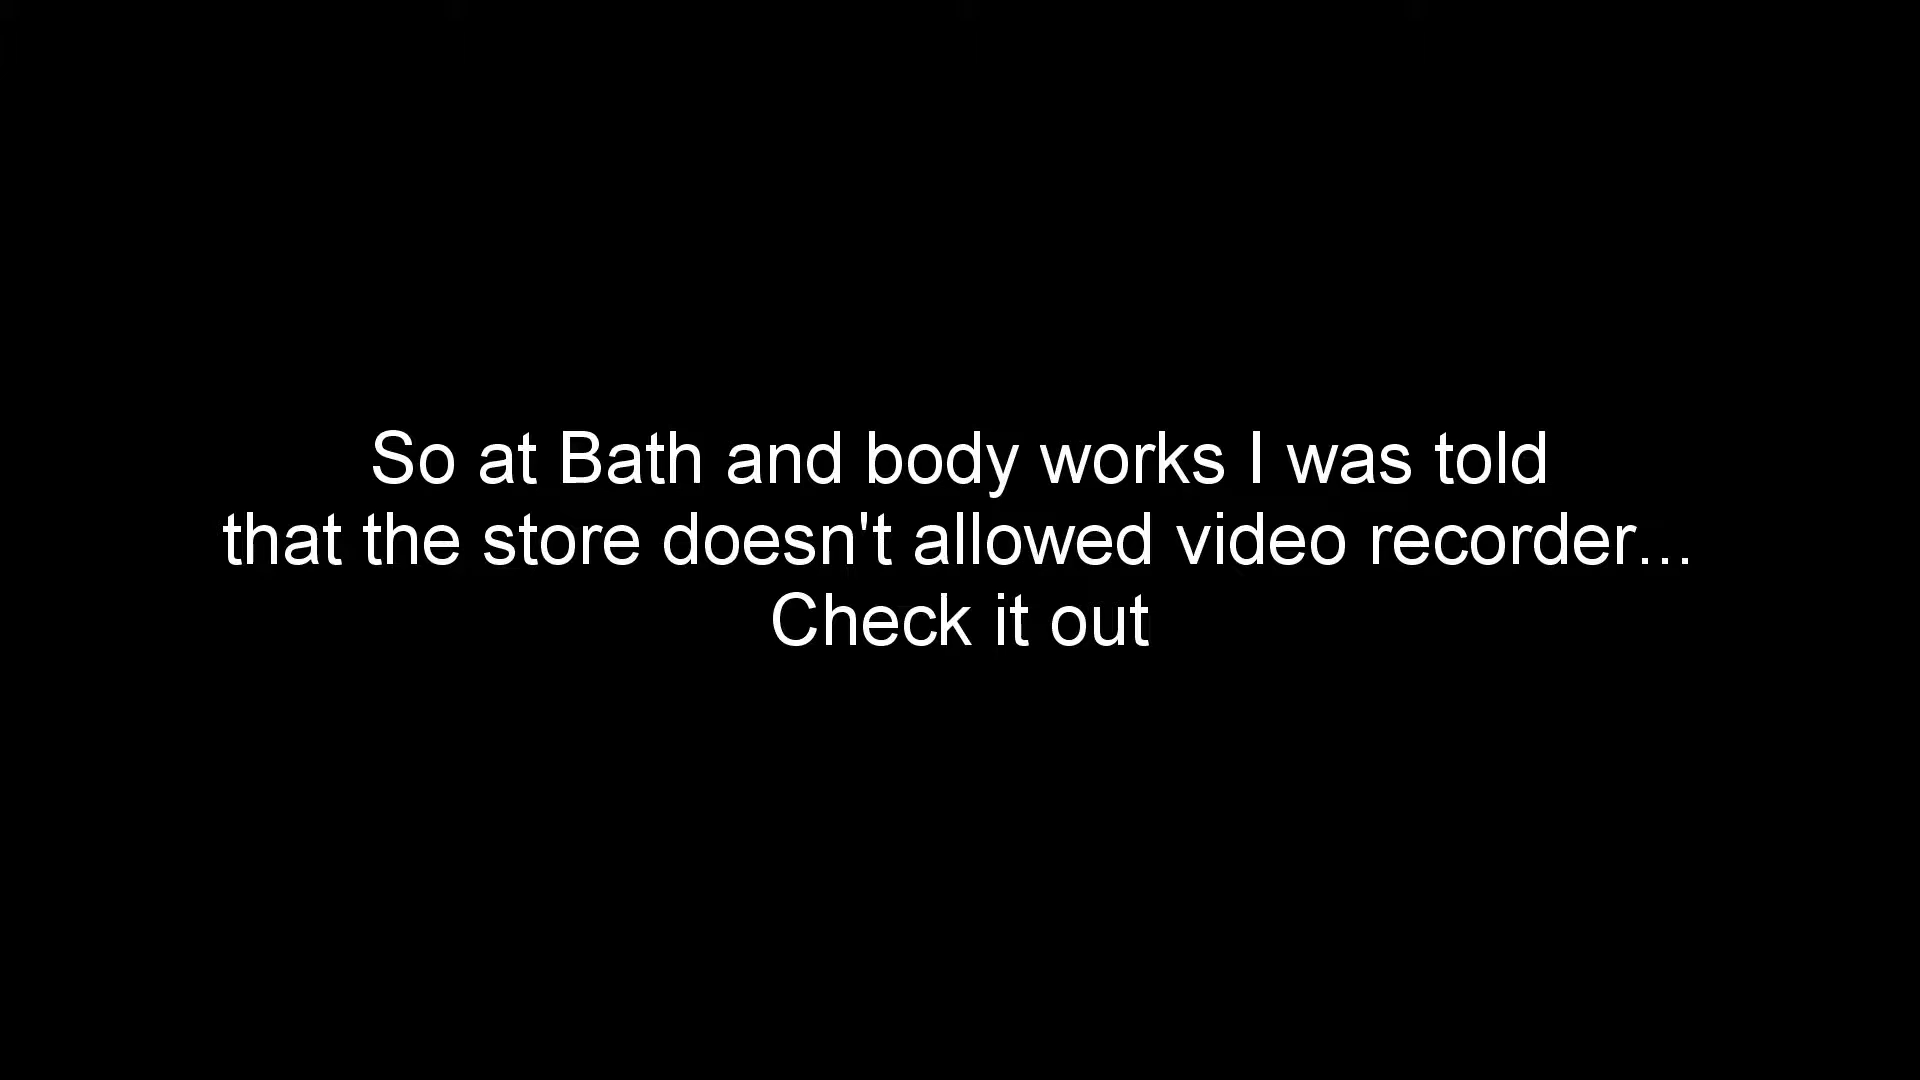 So at Bath and body works I was told
that the store doesn't allowed video recorder...
Check it out